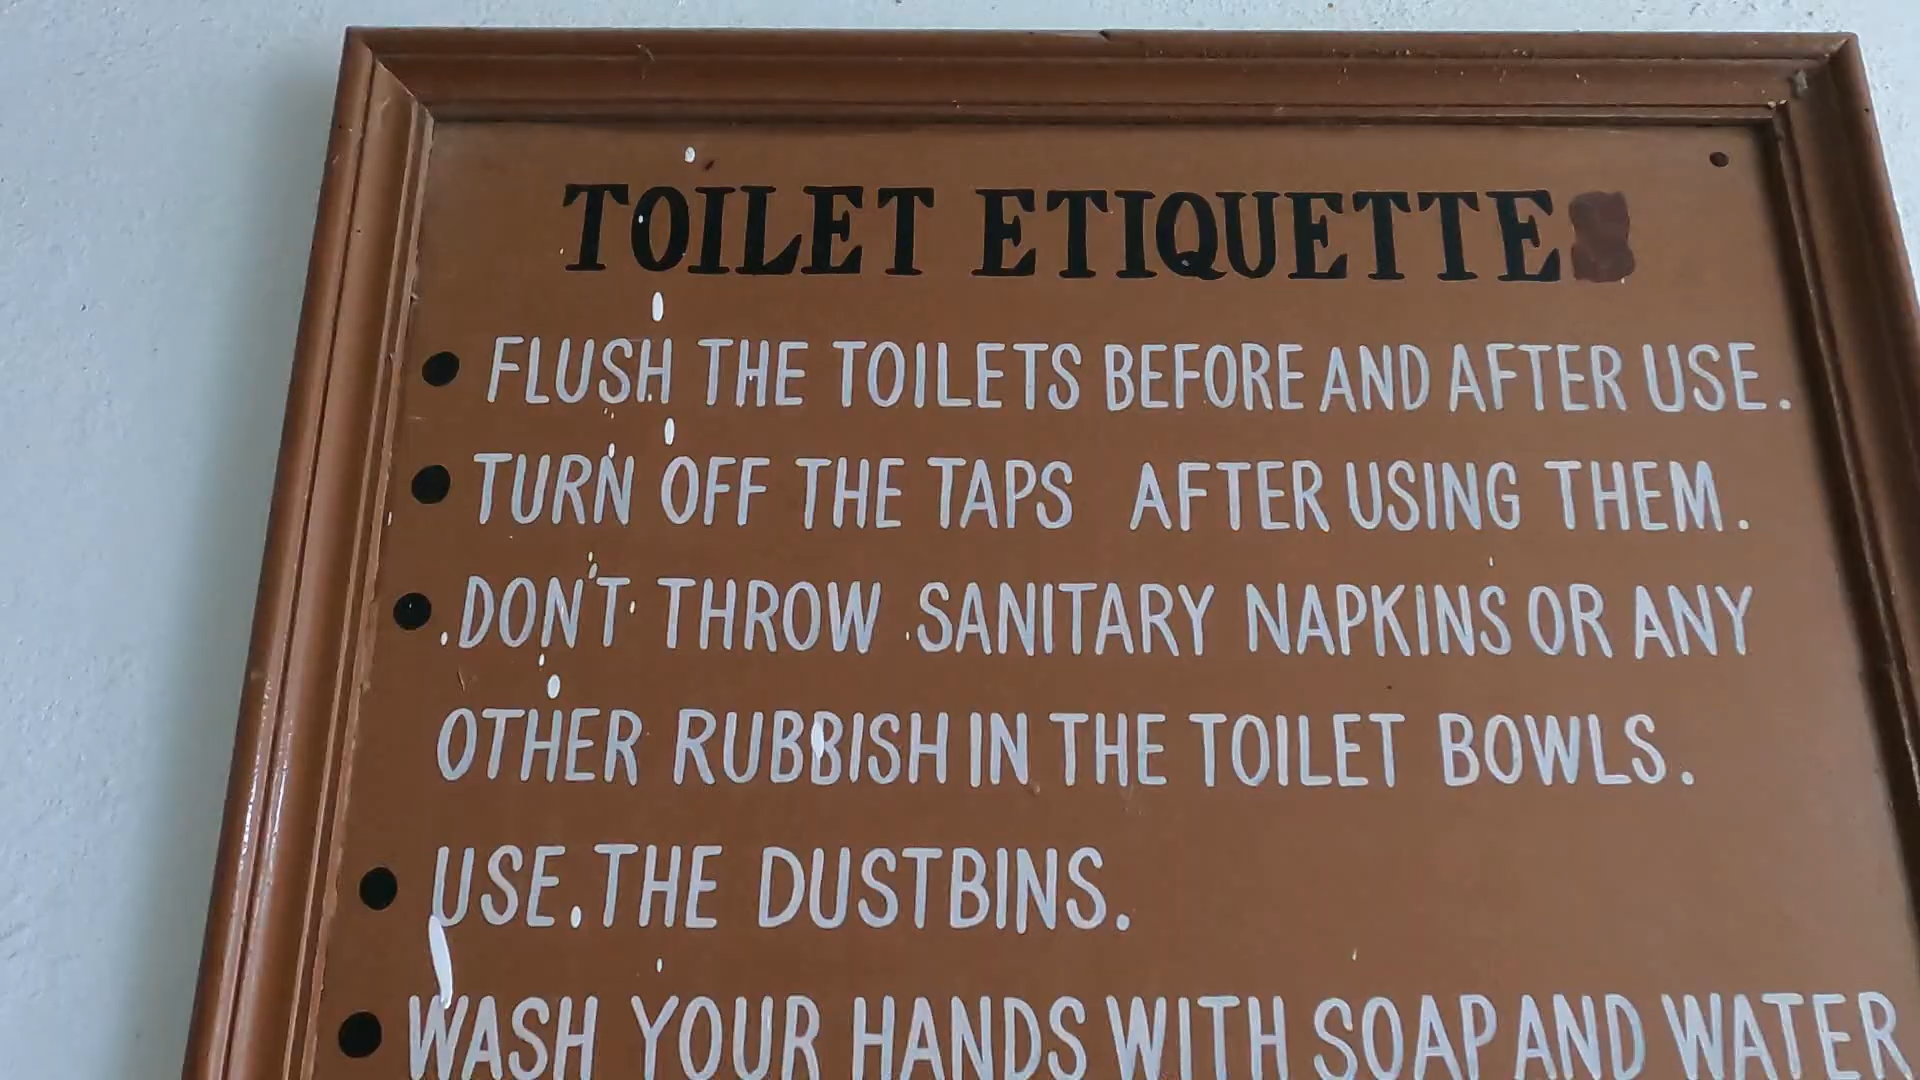 TOILET ETIQUETTE
● FLUSH THE TOILETS BEFORE AND AFTER USE.
● TURN OFF THE TAPS AFTER USING THEM.
● DON'T THROW SANITARY NAPKINS OR ANY
OTHER RUBBISH IN THE TOILET BOWLS.
● USE THE DUSTBINS.
● WASH YOUR HANDS WITH SOAP AND WATER